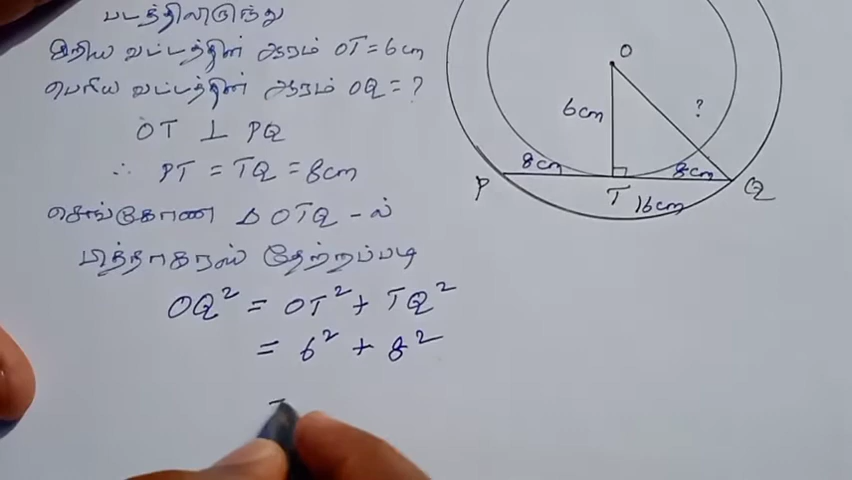 படத்திலிருந்து
சிறிய வட்டத்தின் ஆரம் OT = 6cm
பெரிய வட்டத்தின் ஆரம் OQ = ?
OT ⊥ PQ
∴ PT = TQ = 8cm
செங்கோண Δ OTQ - ல்
பித்தாகரஸ் தேற்றப்படி
OQ² = OT² + TQ²
= 6² + 8²
=
O
6cm
?
8cm
8cm
P
T
16cm
Q